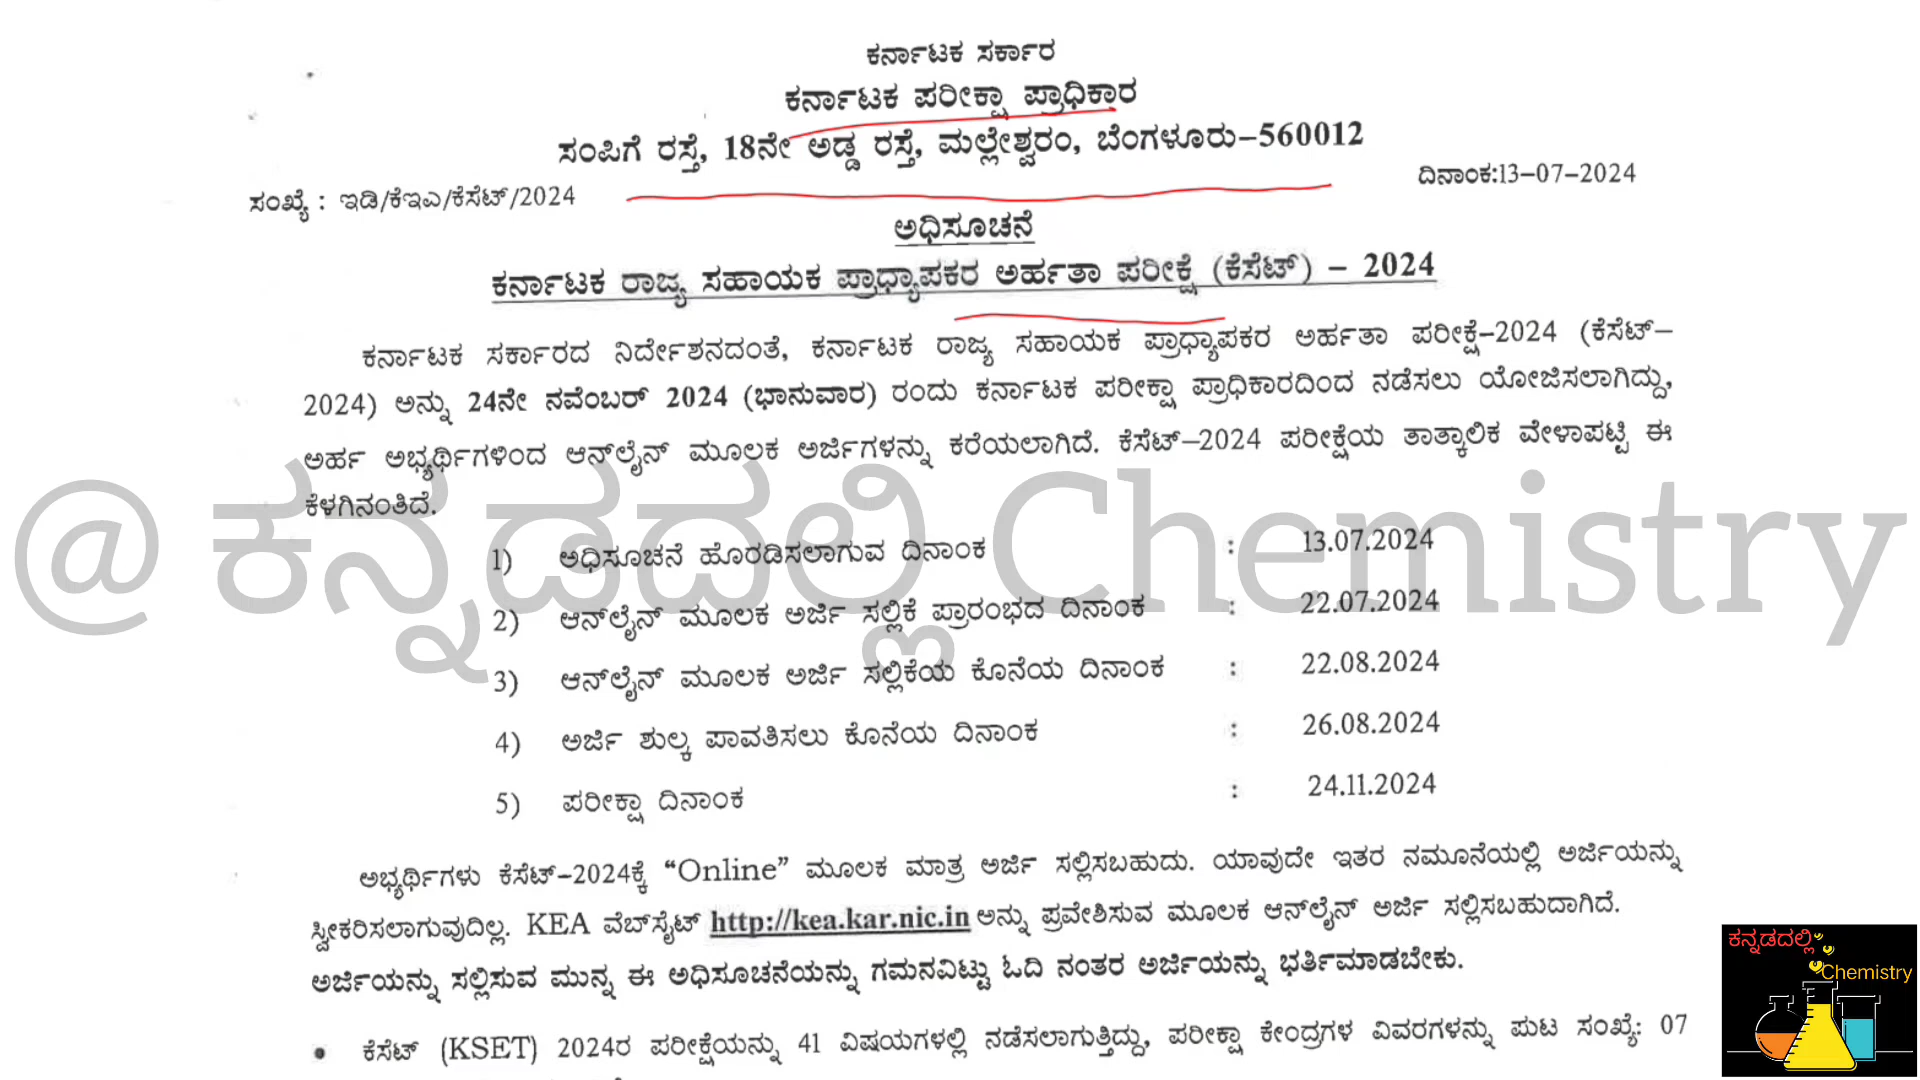 ಕರ್ನಾಟಕ ಸರ್ಕಾರ
ಕರ್ನಾಟಕ ಪರೀಕ್ಷಾ ಪ್ರಾಧಿಕಾರ
ಸಂಪಿಗೆ ರಸ್ತೆ, 18ನೇ ಅಡ್ಡ ರಸ್ತೆ, ಮಲ್ಲೇಶ್ವರಂ, ಬೆಂಗಳೂರು–560012
ಸಂಖ್ಯೆ : ಇಡಿ/ಕೆಇಎ/ಕೆಸೆಟ್/2024 ದಿನಾಂಕ:13–07–2024
ಅಧಿಸೂಚನೆ
ಕರ್ನಾಟಕ ರಾಜ್ಯ ಸಹಾಯಕ ಪ್ರಾಧ್ಯಾಪಕರ ಅರ್ಹತಾ ಪರೀಕ್ಷೆ (ಕೆಸೆಟ್) – 2024
ಕರ್ನಾಟಕ ಸರ್ಕಾರದ ನಿರ್ದೇಶನದಂತೆ, ಕರ್ನಾಟಕ ರಾಜ್ಯ ಸಹಾಯಕ ಪ್ರಾಧ್ಯಾಪಕರ ಅರ್ಹತಾ ಪರೀಕ್ಷೆ–2024 (ಕೆಸೆಟ್–
2024) ಅನ್ನು 24ನೇ ನವೆಂಬರ್ 2024 (ಭಾನುವಾರ) ರಂದು ಕರ್ನಾಟಕ ಪರೀಕ್ಷಾ ಪ್ರಾಧಿಕಾರದಿಂದ ನಡೆಸಲು ಯೋಜಿಸಲಾಗಿದ್ದು,
ಅರ್ಹ ಅಭ್ಯರ್ಥಿಗಳಿಂದ ಆನ್‌ಲೈನ್ ಮೂಲಕ ಅರ್ಜಿಗಳನ್ನು ಕರೆಯಲಾಗಿದೆ. ಕೆಸೆಟ್–2024 ಪರೀಕ್ಷೆಯ ತಾತ್ಕಾಲಿಕ ವೇಳಾಪಟ್ಟಿ ಈ
ಕೆಳಗಿನಂತಿದೆ.
@ ಕನ್ನಡದಲ್ಲಿ Chemistry
1) ಅಧಿಸೂಚನೆ ಹೊರಡಿಸಲಾಗುವ ದಿನಾಂಕ : 13.07.2024
2) ಆನ್‌ಲೈನ್ ಮೂಲಕ ಅರ್ಜಿ ಸಲ್ಲಿಕೆ ಪ್ರಾರಂಭದ ದಿನಾಂಕ : 22.07.2024
3) ಆನ್‌ಲೈನ್ ಮೂಲಕ ಅರ್ಜಿ ಸಲ್ಲಿಕೆಯ ಕೊನೆಯ ದಿನಾಂಕ : 22.08.2024
4) ಅರ್ಜಿ ಶುಲ್ಕ ಪಾವತಿಸಲು ಕೊನೆಯ ದಿನಾಂಕ : 26.08.2024
5) ಪರೀಕ್ಷಾ ದಿನಾಂಕ : 24.11.2024
ಅಭ್ಯರ್ಥಿಗಳು ಕೆಸೆಟ್–2024ಕ್ಕೆ “Online” ಮೂಲಕ ಮಾತ್ರ ಅರ್ಜಿ ಸಲ್ಲಿಸಬಹುದು. ಯಾವುದೇ ಇತರ ನಮೂನೆಯಲ್ಲಿ ಅರ್ಜಿಯನ್ನು
ಸ್ವೀಕರಿಸಲಾಗುವುದಿಲ್ಲ. KEA ವೆಬ್‌ಸೈಟ್ http://kea.kar.nic.in ಅನ್ನು ಪ್ರವೇಶಿಸುವ ಮೂಲಕ ಆನ್‌ಲೈನ್ ಅರ್ಜಿ ಸಲ್ಲಿಸಬಹುದಾಗಿದೆ.
ಅರ್ಜಿಯನ್ನು ಸಲ್ಲಿಸುವ ಮುನ್ನ ಈ ಅಧಿಸೂಚನೆಯನ್ನು ಗಮನವಿಟ್ಟು ಓದಿ ನಂತರ ಅರ್ಜಿಯನ್ನು ಭರ್ತಿಮಾಡಬೇಕು.
• ಕೆಸೆಟ್ (KSET) 2024ರ ಪರೀಕ್ಷೆಯನ್ನು 41 ವಿಷಯಗಳಲ್ಲಿ ನಡೆಸಲಾಗುತ್ತಿದ್ದು, ಪರೀಕ್ಷಾ ಕೇಂದ್ರಗಳ ವಿವರಗಳನ್ನು ಪುಟ ಸಂಖ್ಯೆ: 07
ಕನ್ನಡದಲ್ಲಿ
Chemistry